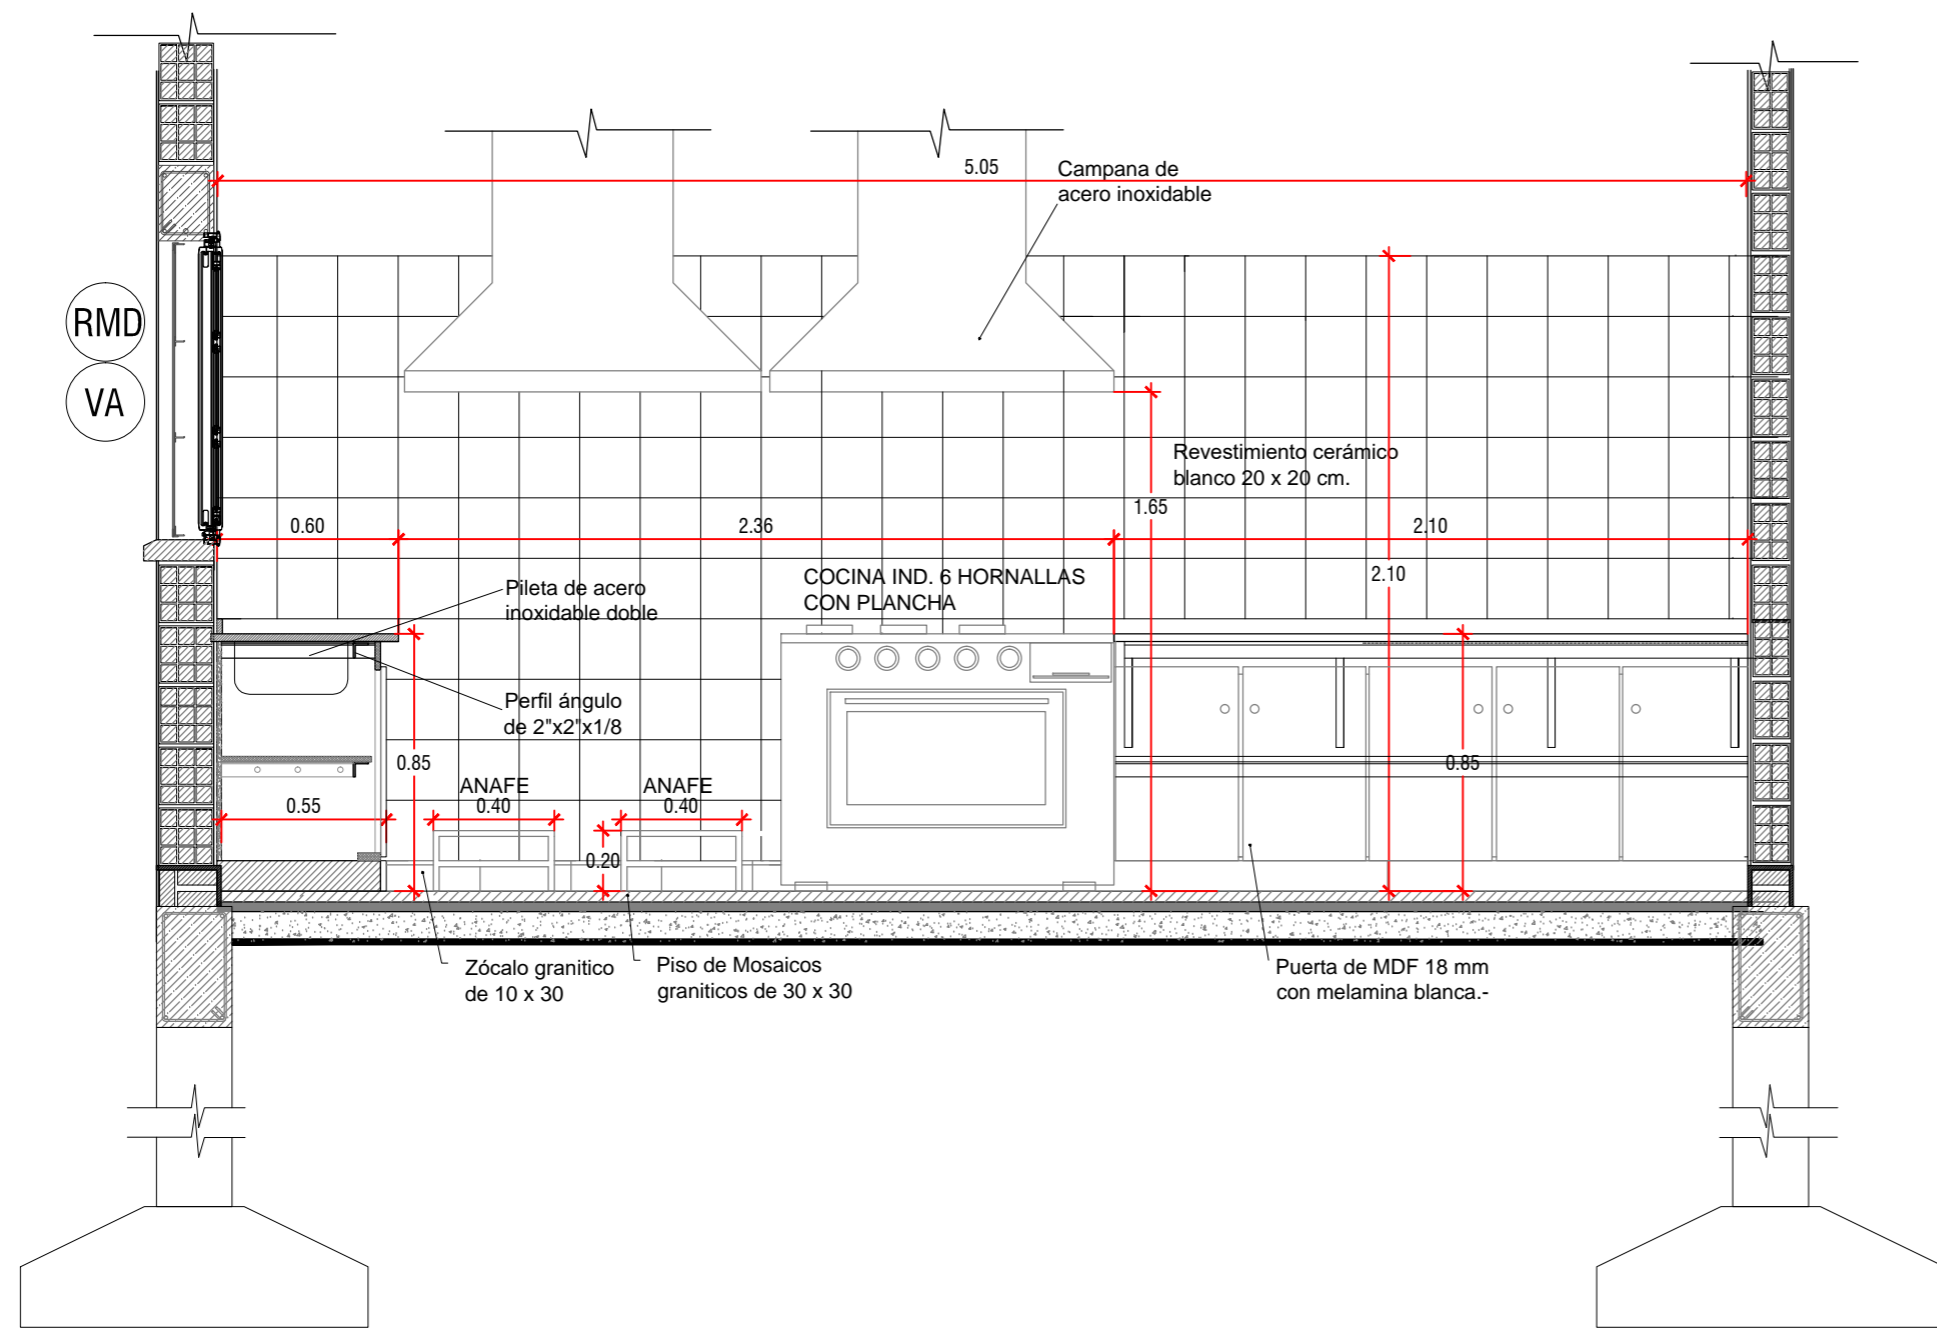 5.05
Campana de
acero inoxidable
RMD
VA
Revestimiento cerámico
blanco 20 x 20 cm.
1.65
0.60
2.36
2.10
2.10
COCINA IND. 6 HORNALLAS
CON PLANCHA
Pileta de acero
inoxidable doble
Perfil ángulo
de 2"x2"x1/8
0.85
0.85
ANAFE
0.40
ANAFE
0.40
0.55
0.20
Zócalo granitico
de 10 x 30
Piso de Mosaicos
graniticos de 30 x 30
Puerta de MDF 18 mm
con melamina blanca.-